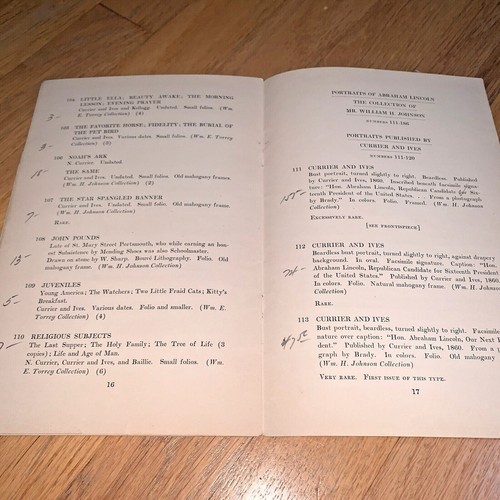 104 LITTLE ELLA; BEAUTY AWAKE; THE MORNING
LESSON; EVENING PRAYER
Currier and Ives and Kellogg. Undated. Small folios. (Wm.
E. Torrey Collection) (4)
3-
105 THE FAVORITE HORSE; FIDELITY; THE BURIAL OF
THE PET BIRD
Currier and Ives. Various dates. Small folios. (Wm. E.
Torrey Collection) (3)
3-
106 NOAH'S ARK
N. Currier. Undated.
THE SAME
Currier and Ives. Undated. Small folio. Old mahogany frames.
(W. H. Johnson Collection) (2)
107 THE STAR SPANGLED BANNER
Currier and Ives. Undated. Small folio. Old mahogany frame.
(Wm. H. Johnson Collection)
RARE.
7-
108 JOHN POUNDS
Late of St. Mary Street Portsmouth, who while earning an honest
Subsistence by Mending Shoes was also Schoolmaster.
Drawn on stone by W. Sharp. Bouvé Lithography. Folio. Old
mahogany frame. (Wm. H. Johnson Collection)
13-
109 JUVENILES
Young America; The Watchers; Two Little Fraid Cats; Kitty's
Breakfast.
Currier and Ives. Various dates. Folio and smaller. (Wm. E.
Torrey Collection) (4)
5-
110 RELIGIOUS SUBJECTS
The Last Supper; The Holy Family; The Tree of Life (3
copies); Life and Age of Man.
N. Currier, Currier and Ives, and Baillie. Small folios. (Wm.
E. Torrey Collection) (6)
16
PORTRAITS OF ABRAHAM LINCOLN
THE COLLECTION OF
MR. WILLIAM H. JOHNSON
NUMBERS 111-166
PORTRAITS PUBLISHED BY
CURRIER AND IVES
NUMBERS 111-129
111 CURRIER AND IVES
Bust portrait, turned slightly to right. Beardless. Published
by Currier and Ives, 1860. Inscribed beneath facsimile signa-
ture: "Hon. Abraham Lincoln, Republican Candidate for Six-
teenth President of the United States. . . From a photograph
by Brady." In colors. Folio. Framed. (Wm. H. Johnson
Collection)
EXCESSIVELY RARE.
[SEE FRONTISPIECE]
112 CURRIER AND IVES
Beardless bust portrait, turned slightly to right, against drapery
background. In oval. Facsimile signature. Caption: "Hon.
Abraham Lincoln, Republican Candidate for Sixteenth President
of the United States." Published by Currier and Ives, 1860.
In colors. Folio. Natural mahogany frame. (Wm. H. Johnson
Collection)
RARE.
113 CURRIER AND IVES
Bust portrait, beardless, turned slightly to right. Facsimile
nature over caption: "Hon. Abraham Lincoln, Our Next
dent." Published by Currier and Ives, 1860. From a
graph by Brady. In colors. Folio. Old mahogany
(Wm. H. Johnson Collection)
VERY RARE. FIRST ISSUE OF THIS TYPE.
17